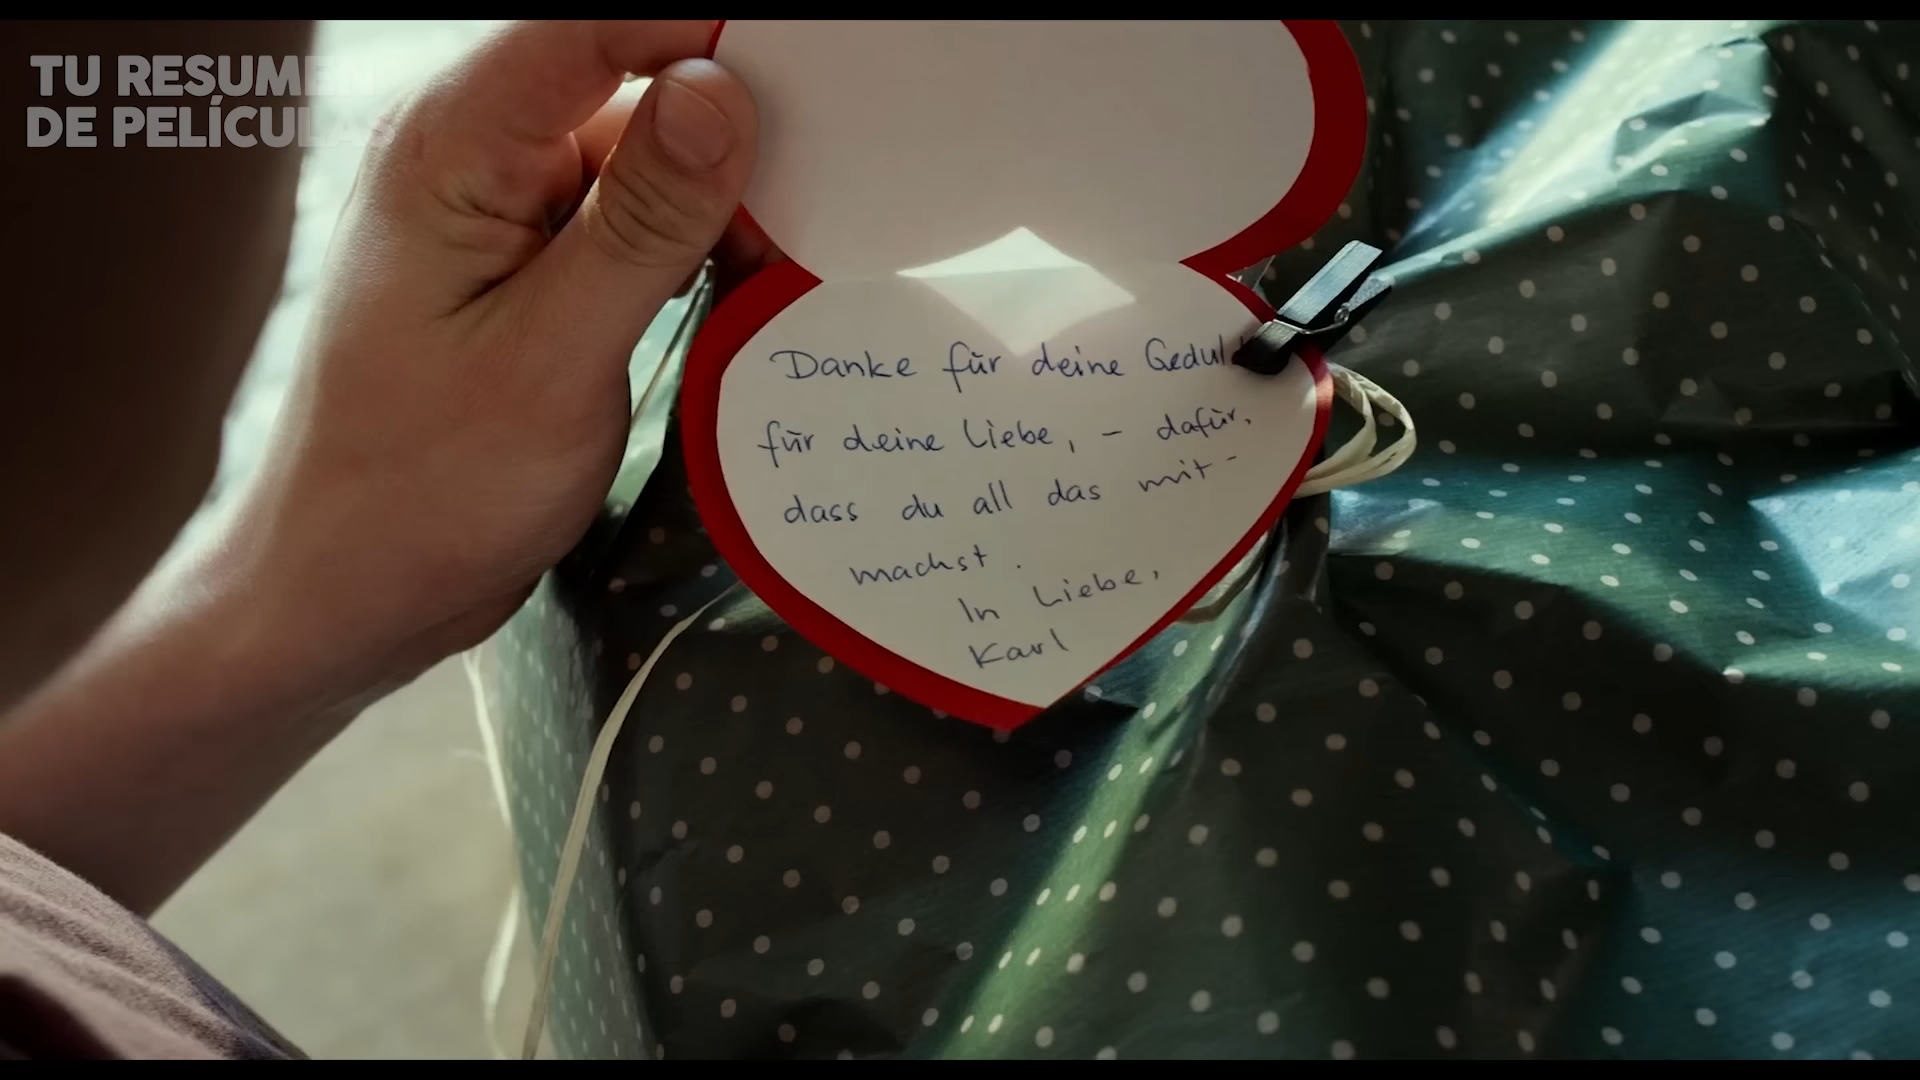 TU RESUMEN
DE PELÍCULAS
Danke für deine Geduld
für deine Liebe, – dafür,
dass du all das mit-
machst.
In Liebe,
Karl